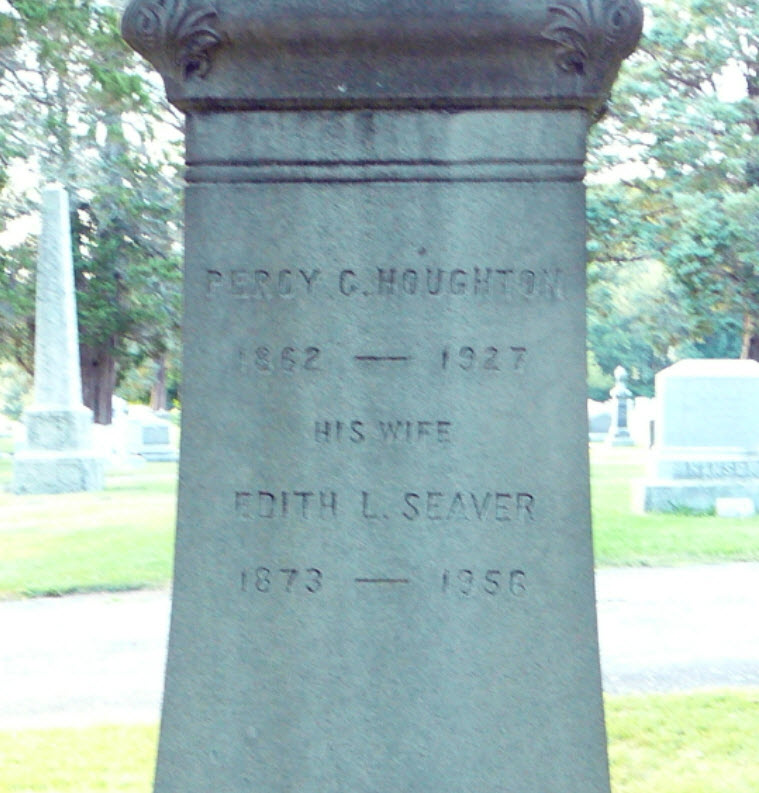 PERCY G. HOUGHTON
1862 — 1927
HIS WIFE
EDITH L. SEAVER
1873 — 1956